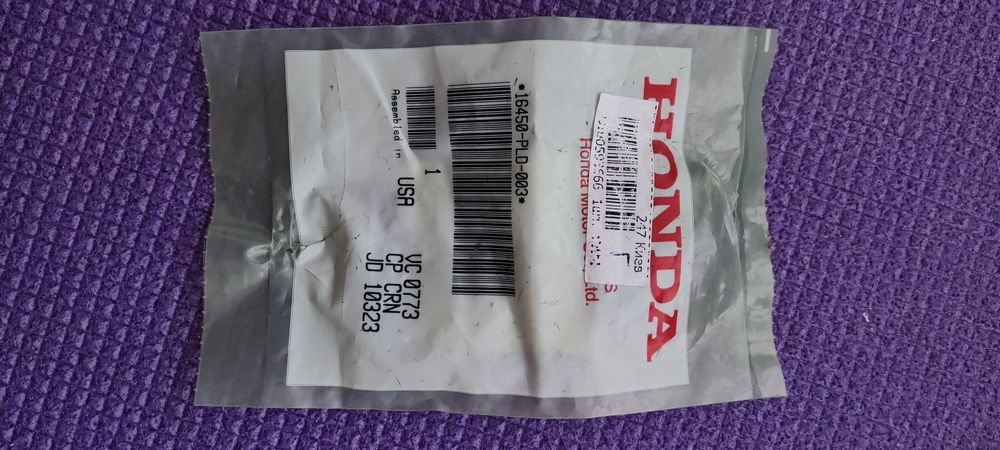 HONDA
247 Киев
Г
Honda Motor Co., Ltd.
*16450-PLD-003*
1
Assembled in
USA
VC 0773
CP CRN
JD 10323